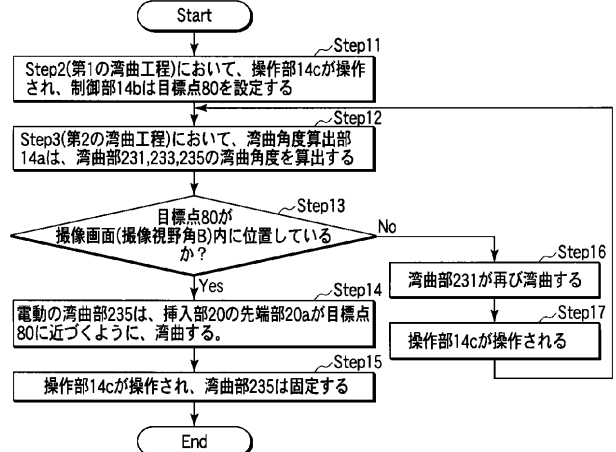 Start
Step11
Step2(第1の湾曲工程)において、操作部14cが操作
され、制御部14bは目標点80を設定する
Step12
Step3(第2の湾曲工程)において、湾曲角度算出部
14aは、湾曲部231,233,235の湾曲角度を算出する
Step13
目標点80が
撮像画面(撮像視野角B)内に位置している
か？
No
Yes
Step16
湾曲部231が再び湾曲する
Step14
電動の湾曲部235は、挿入部20の先端部20aが目標点
80に近づくように、湾曲する。
Step17
操作部14cが操作される
Step15
操作部14cが操作され、湾曲部235は固定する
End